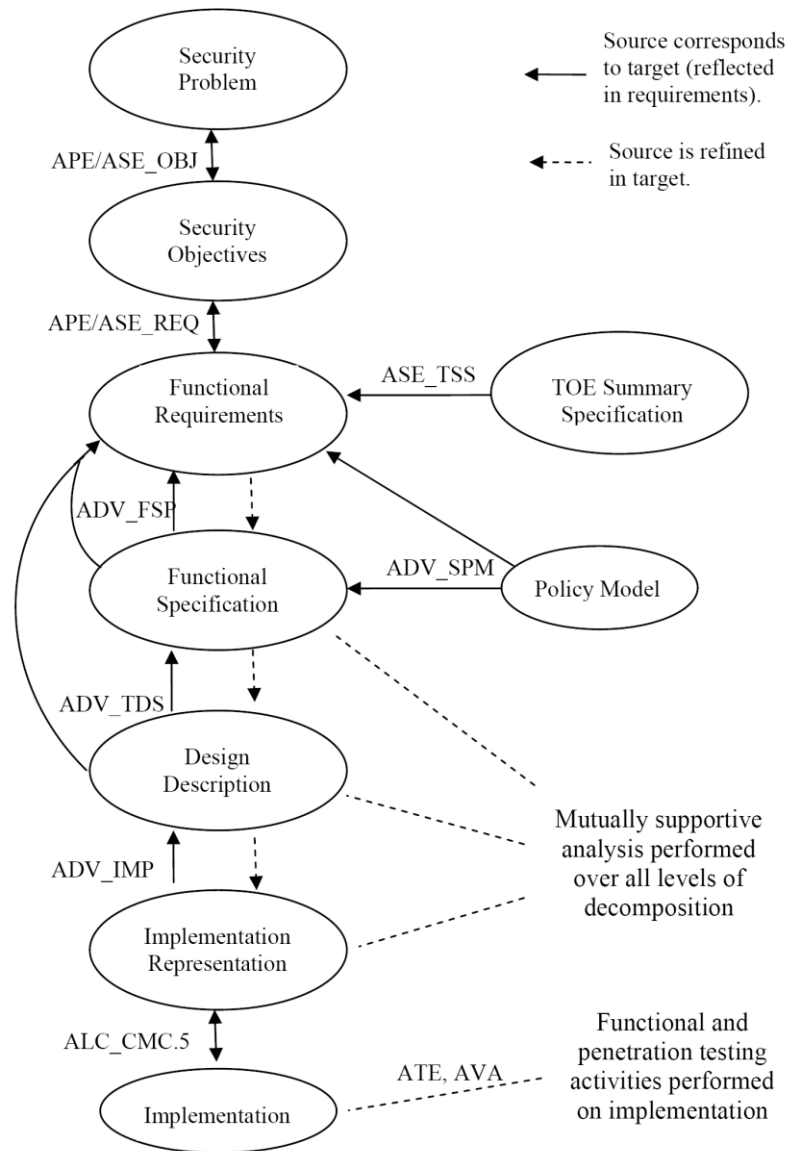 Security
Problem
Source corresponds
to target (reflected
in requirements).
APE/ASE_OBJ
Source is refined
in target.
Security
Objectives
APE/ASE_REQ
Functional
Requirements
ASE_TSS
TOE Summary
Specification
ADV_FSP
Functional
Specification
ADV_SPM
Policy Model
ADV_TDS
Design
Description
Mutually supportive
analysis performed
over all levels of
decomposition
ADV_IMP
Implementation
Representation
ALC_CMC.5
Functional and
penetration testing
activities performed
on implementation
ATE, AVA
Implementation